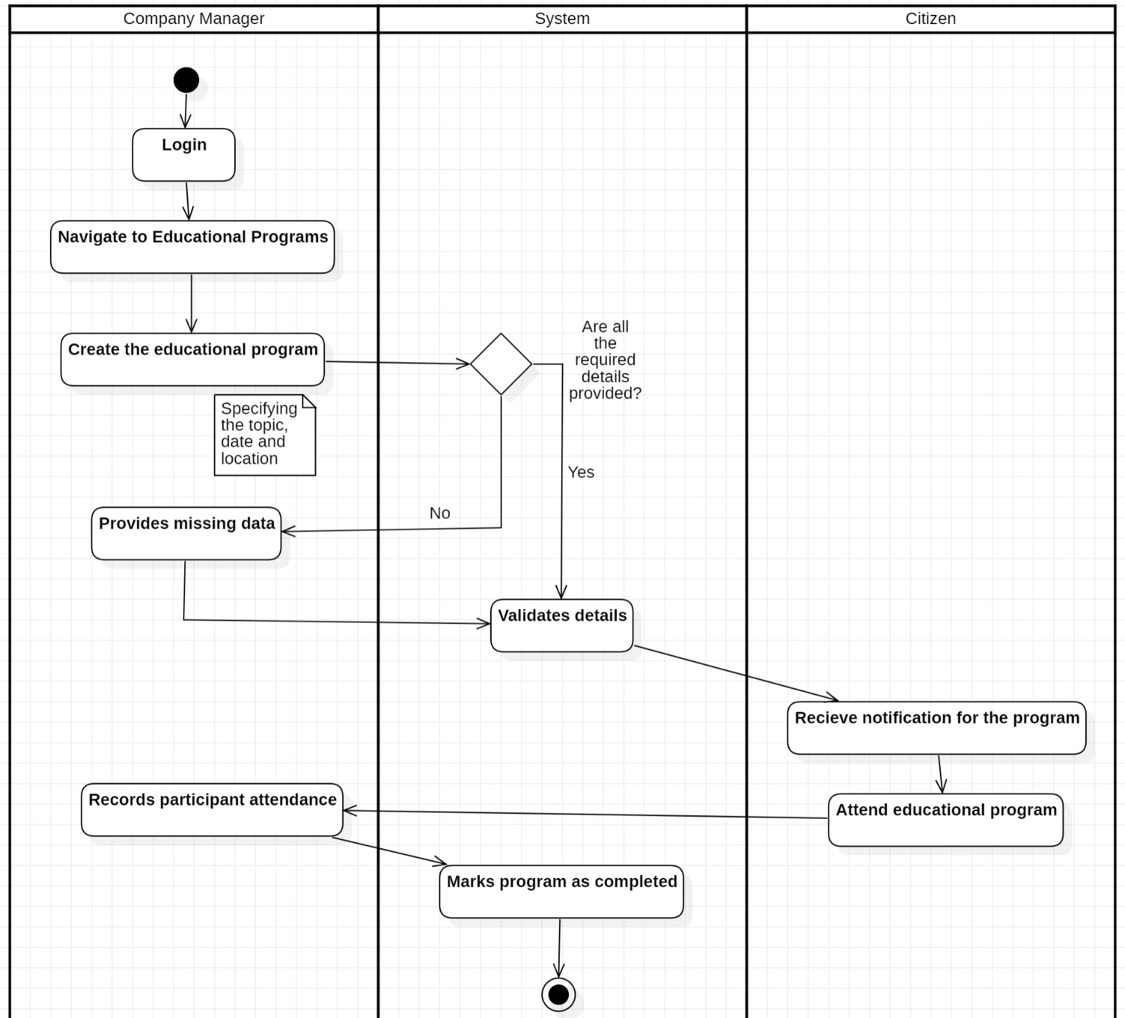 Company Manager
System
Citizen
Login
Navigate to Educational Programs
Create the educational program
Are all
the
required
details
provided?
Specifying
the topic,
date and
location
Yes
No
Provides missing data
Validates details
Recieve notification for the program
Records participant attendance
Attend educational program
Marks program as completed